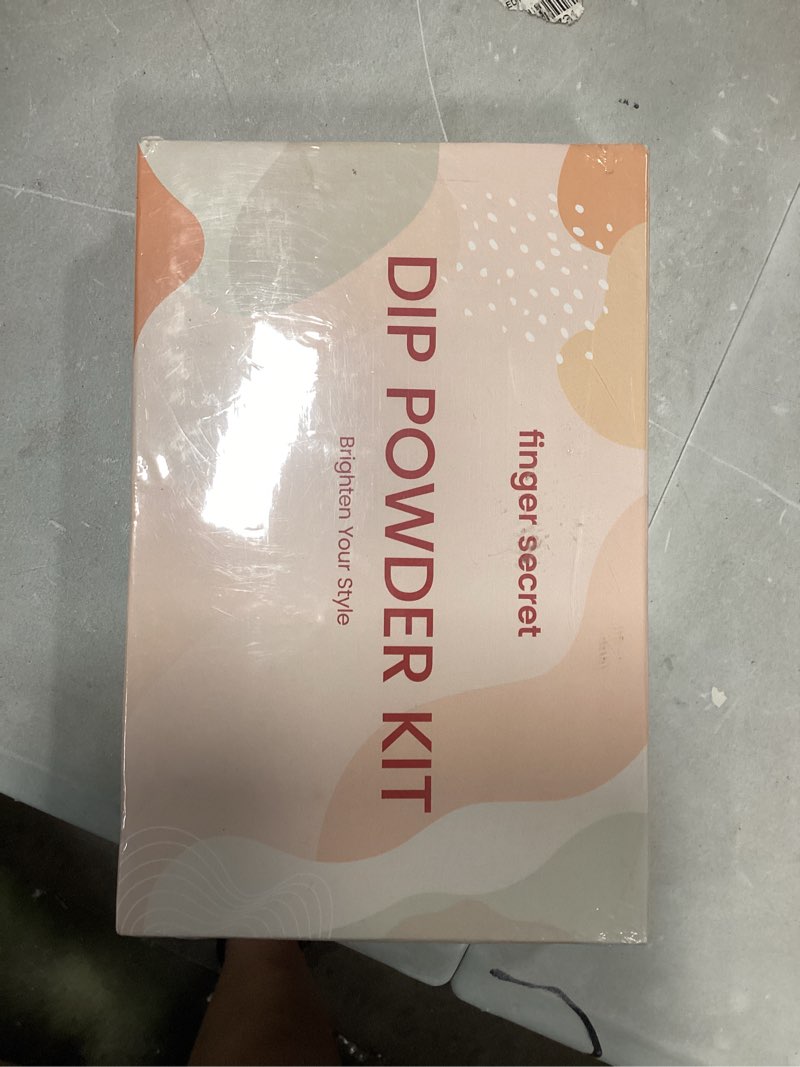 finger secret
DIP POWDER KIT
Brighten Your Style